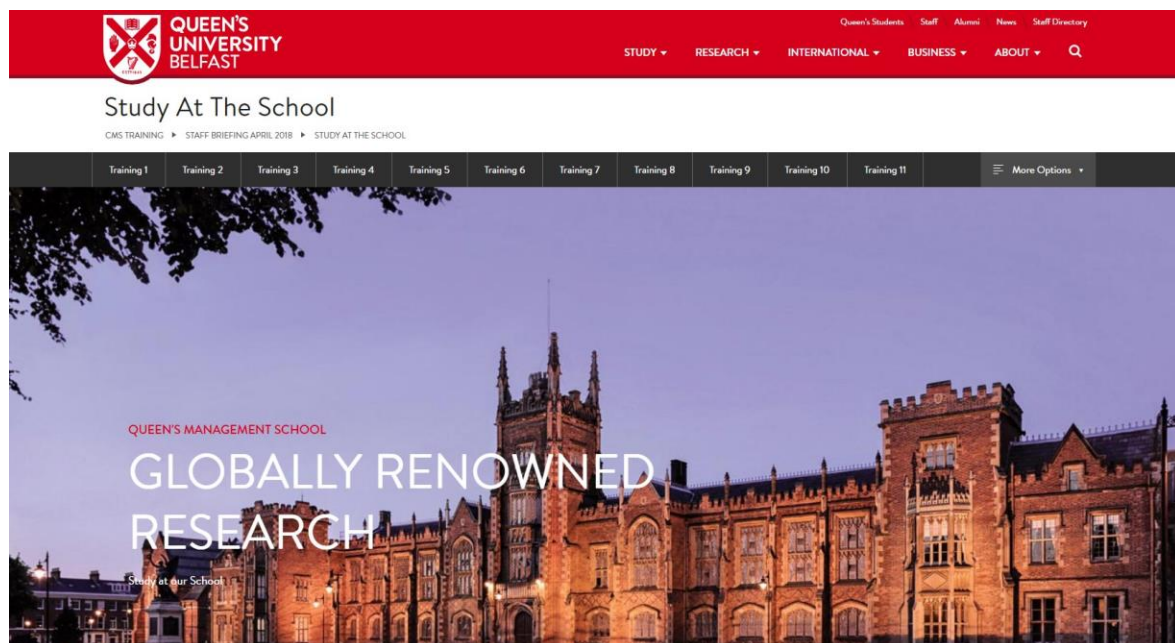 QUEEN'S
UNIVERSITY
BELFAST
Queen's Students Staff Alumni News Staff Directory
STUDY RESEARCH INTERNATIONAL BUSINESS ABOUT
Study At The School
CMS TRAINING STAFF BRIEFING APRIL 2018 STUDY AT THE SCHOOL
Training 1 Training 2 Training 3 Training 4 Training 5 Training 6 Training 7 Training 8 Training 9 Training 10 Training 11 More Options
QUEEN'S MANAGEMENT SCHOOL
GLOBALLY RENOWNED
RESEARCH
Study at our School